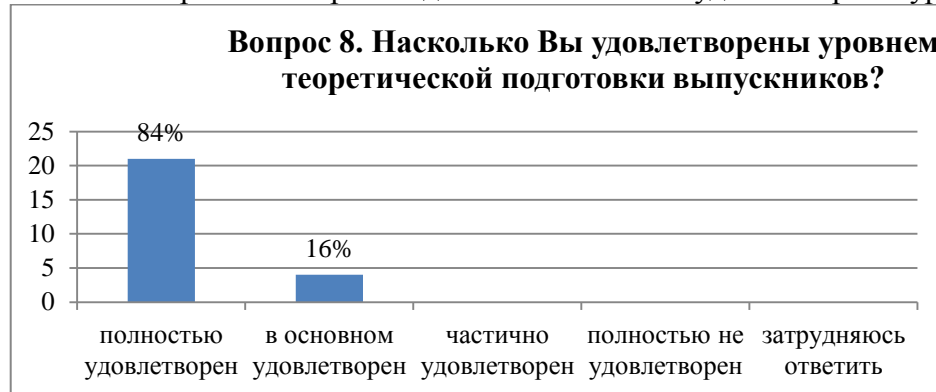 Вопрос 8. Насколько Вы удовлетворены уровнем
теоретической подготовки выпускников?
25
84%
20
15
10
16%
5
0
полностью удовлетворен
в основном удовлетворен
частично удовлетворен
полностью не удовлетворен
затрудняюсь ответить